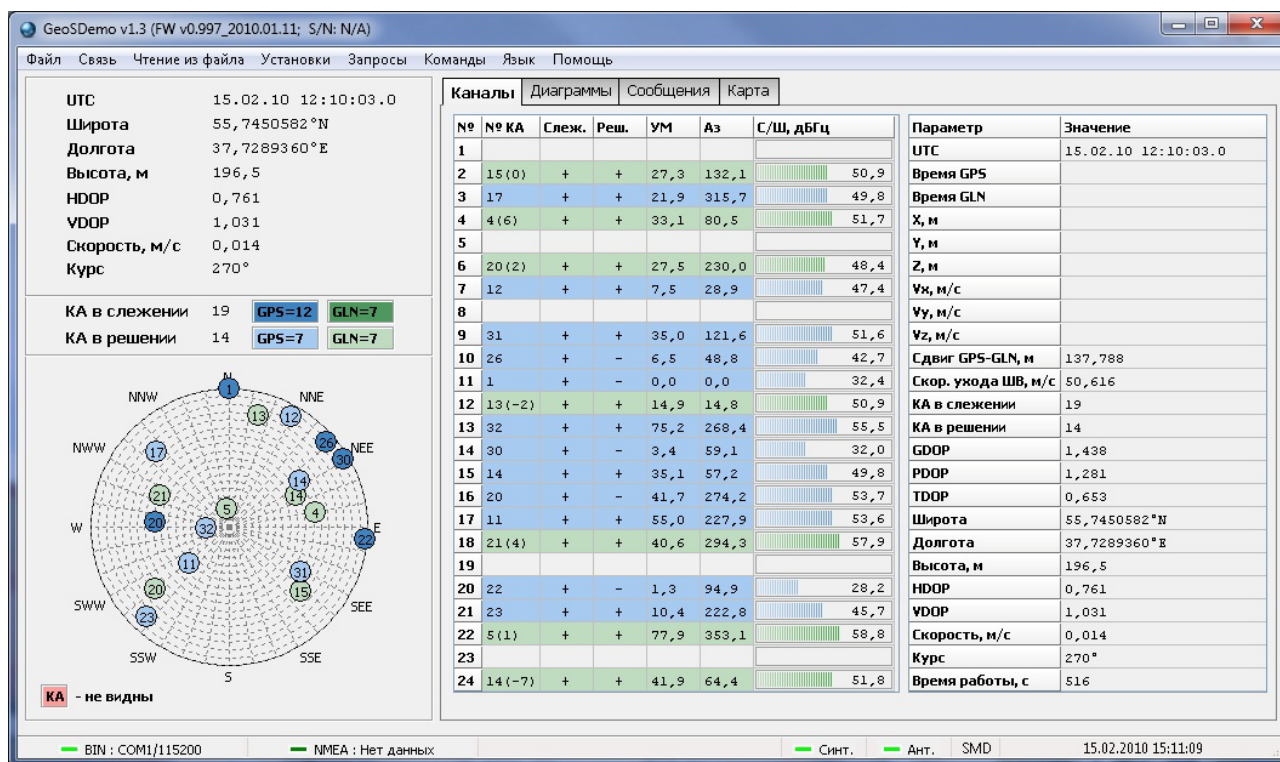 GeoSDemo v1.3 (FW v0.997_2010.01.11; S/N: N/A)
Файл Связь Чтение из файла Установки Запросы Команды Язык Помощь
UTC 15.02.10 12:10:03.0
Широта 55,7450582°N
Долгота 37,7289360°E
Высота, м 196,5
HDOP 0,761
VDOP 1,031
Скорость, м/с 0,014
Курс 270°
КА в слежении 19 GPS=12 GLN=7
КА в решении 14 GPS=7 GLN=7
N
1
NNW NNE
13 12
NWW 17 26 NEE
30
14
21 14
5 4
20 32
W E
22
11 31
20 15
SWW 23 SEE
SSW SSE
S
КА - не видны
Каналы Диаграммы Сообщения Карта
№ № КА Слеж. Реш. УМ Аз С/Ш, дБГц
1
2 15(0) + + 27,3 132,1 50,9
3 17 + + 21,9 315,7 49,8
4 4(6) + + 33,1 80,5 51,7
5
6 20(2) + + 27,5 230,0 48,4
7 12 + + 7,5 28,9 47,4
8
9 31 + + 35,0 121,6 51,6
10 26 + - 6,5 48,8 42,7
11 1 + - 0,0 0,0 32,4
12 13(-2) + + 14,9 14,8 50,9
13 32 + + 75,2 268,4 55,5
14 30 + - 3,4 59,1 32,0
15 14 + + 35,1 57,2 49,8
16 20 + - 41,7 274,2 53,7
17 11 + + 55,0 227,9 53,6
18 21(4) + + 40,6 294,3 57,9
19
20 22 + - 1,3 94,9 28,2
21 23 + + 10,4 222,8 45,7
22 5(1) + + 77,9 353,1 58,8
23
24 14(-7) + + 41,9 64,4 51,8
Параметр Значение
UTC 15.02.10 12:10:03.0
Время GPS
Время GLN
X, м
Y, м
Z, м
Vx, м/с
Vy, м/с
Vz, м/с
Сдвиг GPS-GLN, м 137,788
Скор. ухода ШВ, м/с 50,616
КА в слежении 19
КА в решении 14
GDOP 1,438
PDOP 1,281
TDOP 0,653
Широта 55,7450582°N
Долгота 37,7289360°E
Высота, м 196,5
HDOP 0,761
VDOP 1,031
Скорость, м/с 0,014
Курс 270°
Время работы, с 516
BIN : COM1/115200 NMEA : Нет данных Синт. Ант. SMD 15.02.2010 15:11:09